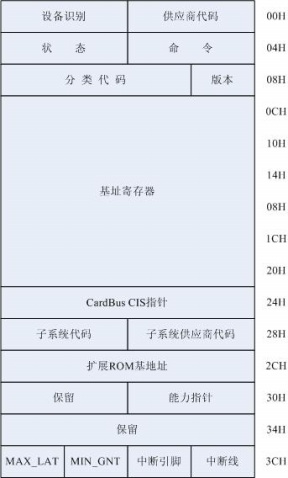 设备识别 供应商代码 00H
状 态 命 令 04H
分 类 代 码 版本 08H
0CH
10H
14H
基址寄存器
08H
1CH
20H
CardBus CIS指针 24H
子系统代码 子系统供应商代码 28H
扩展ROM基地址 2CH
保留 能力指针 30H
保留 34H
MAX_LAT MIN_GNT 中断引脚 中断线 3CH